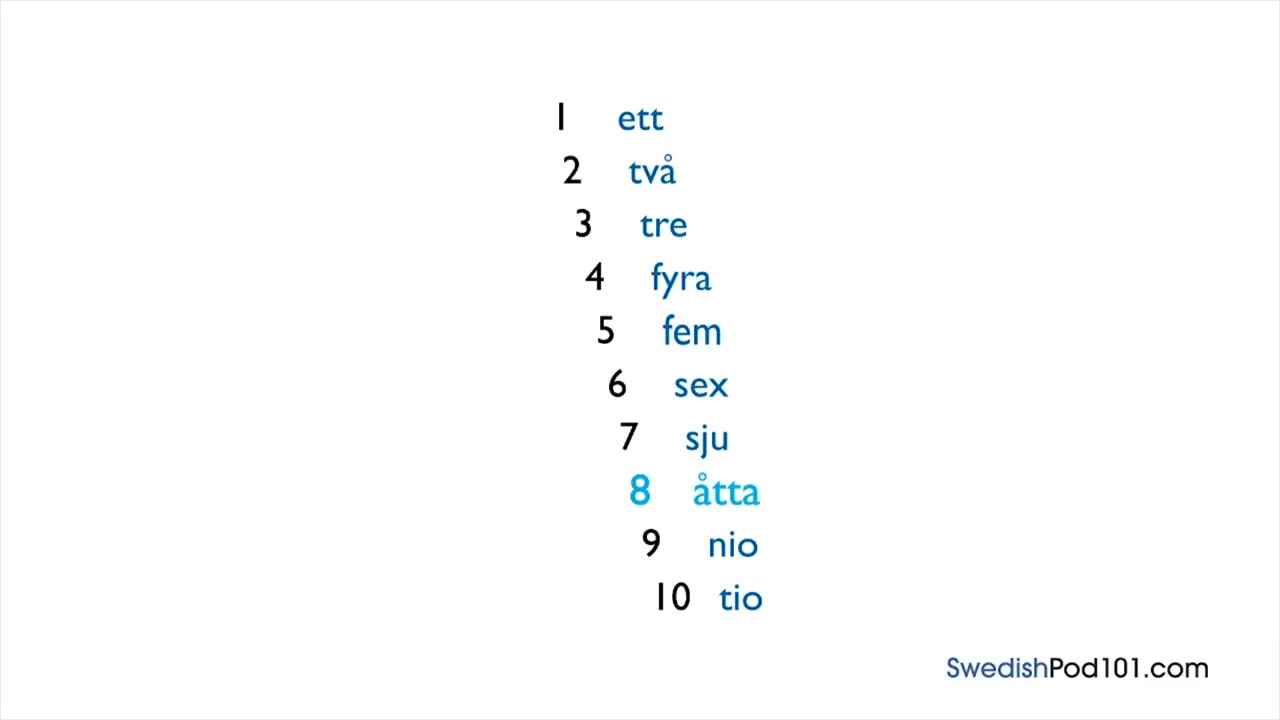 1 ett
2 två
3 tre
4 fyra
5 fem
6 sex
7 sju
8 åtta
9 nio
10 tio
SwedishPod101.com